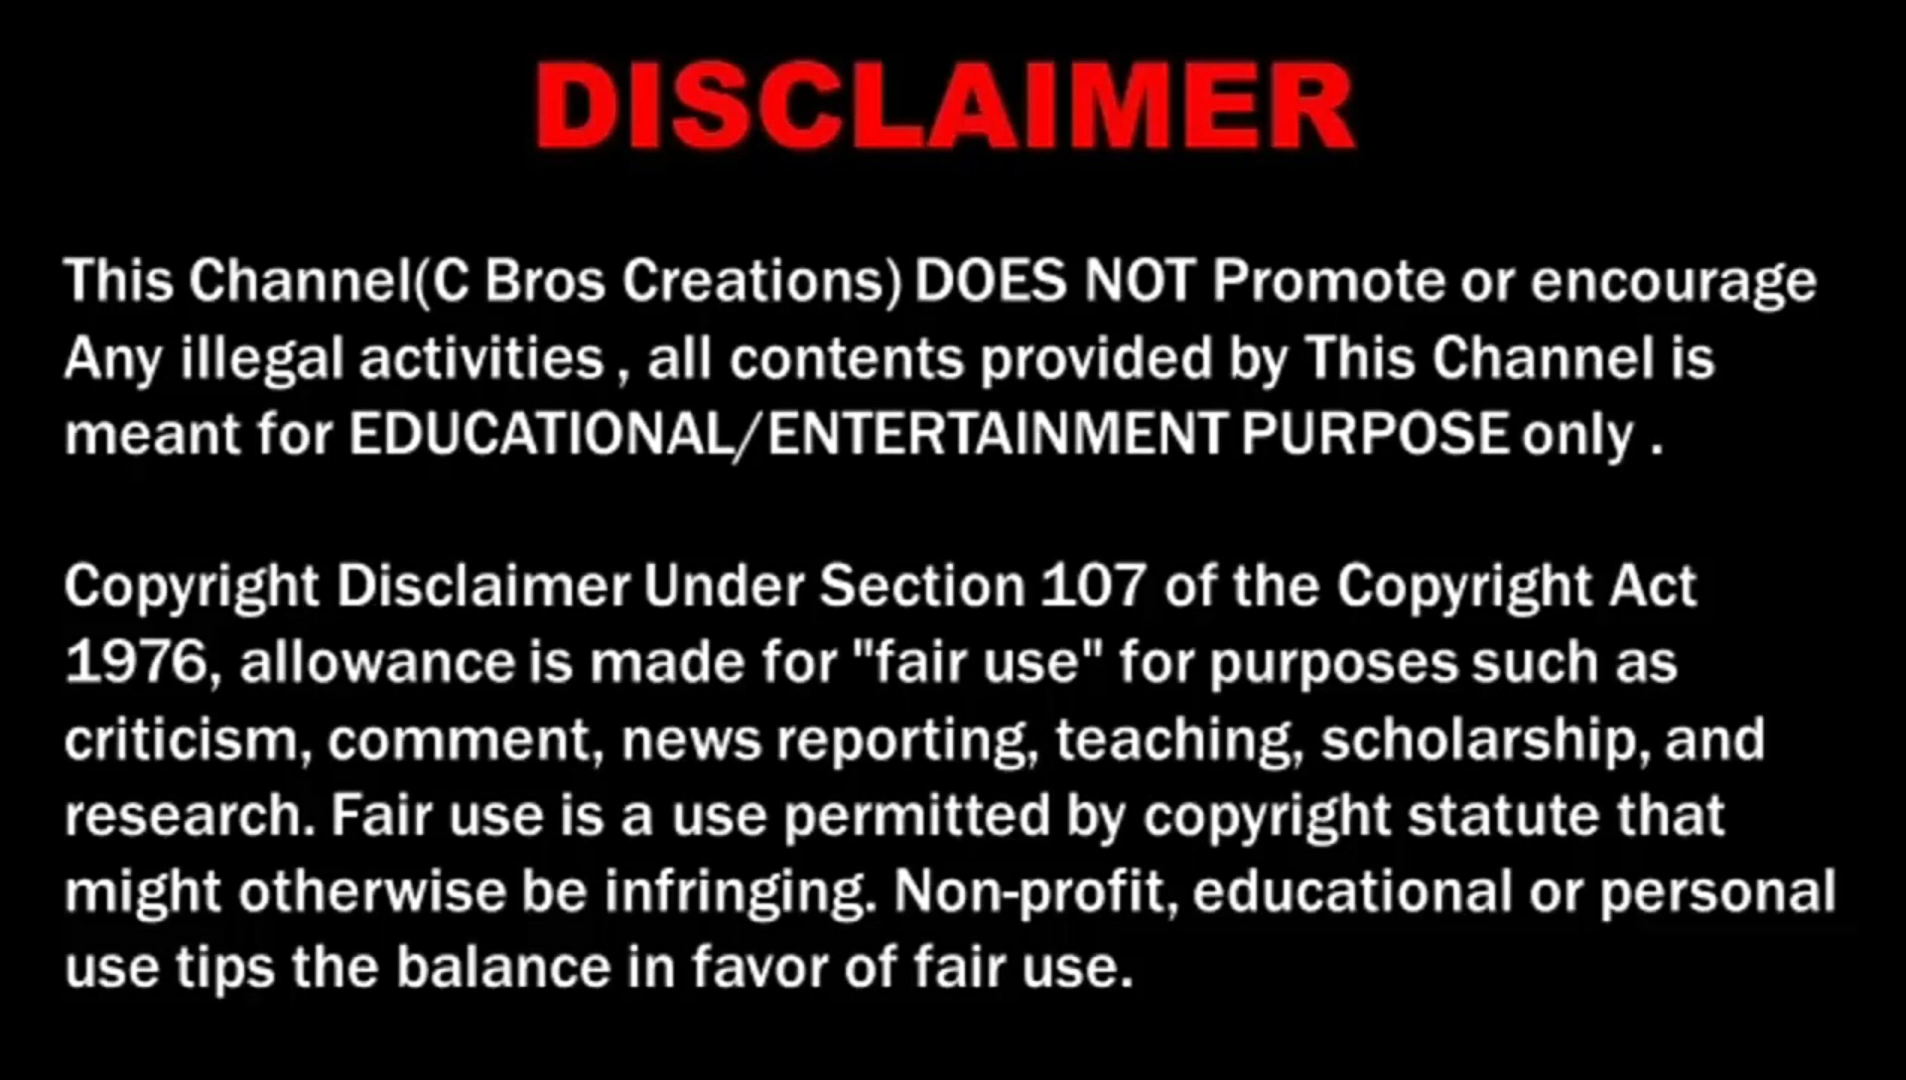 DISCLAIMER
This Channel(C Bros Creations) DOES NOT Promote or encourage
Any illegal activities , all contents provided by This Channel is
meant for EDUCATIONAL/ENTERTAINMENT PURPOSE only .
Copyright Disclaimer Under Section 107 of the Copyright Act
1976, allowance is made for "fair use" for purposes such as
criticism, comment, news reporting, teaching, scholarship, and
research. Fair use is a use permitted by copyright statute that
might otherwise be infringing. Non-profit, educational or personal
use tips the balance in favor of fair use.